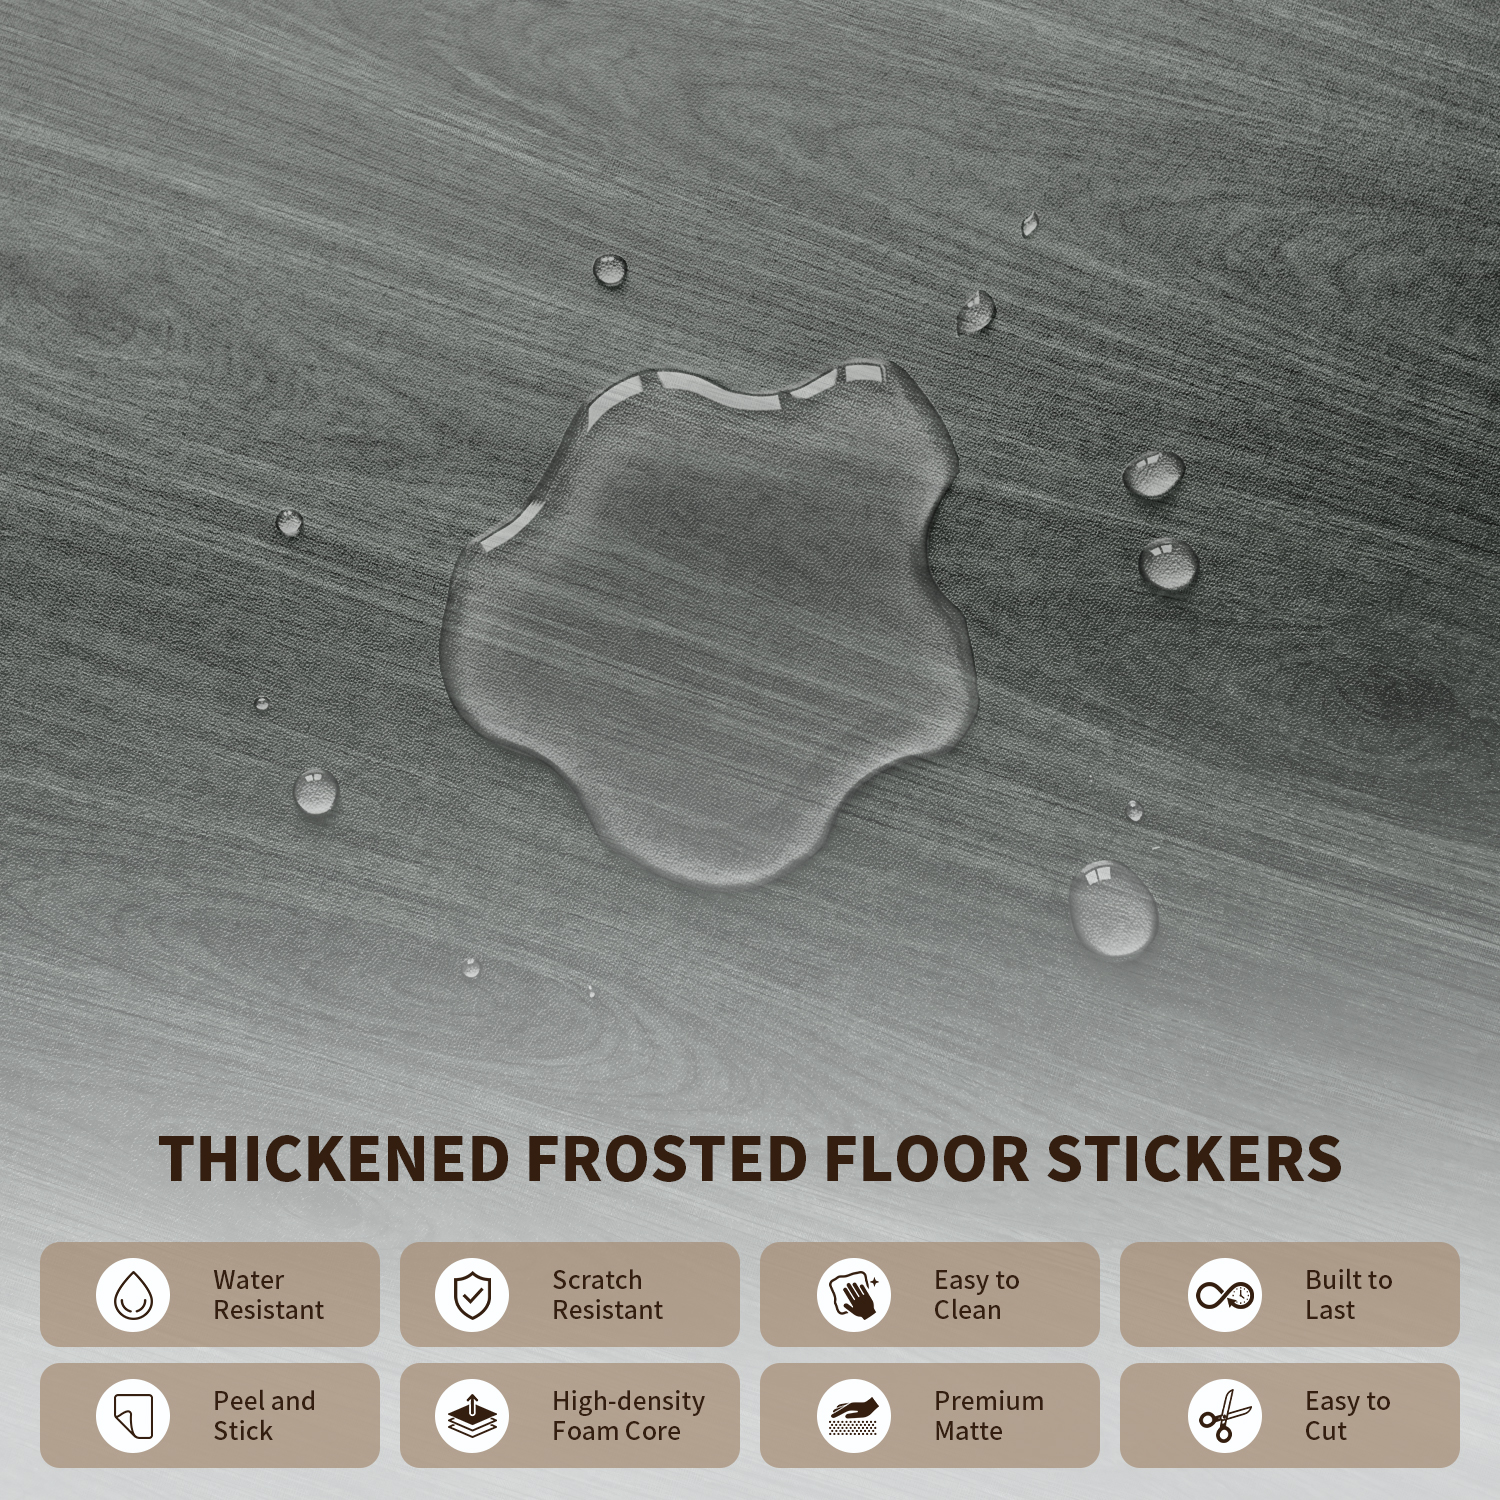 THICKENED FROSTED FLOOR STICKERS
Water
Resistant
Scratch
Resistant
Easy to
Clean
Built to
Last
Peel and
Stick
High-density
Foam Core
Premium
Matte
Easy to
Cut